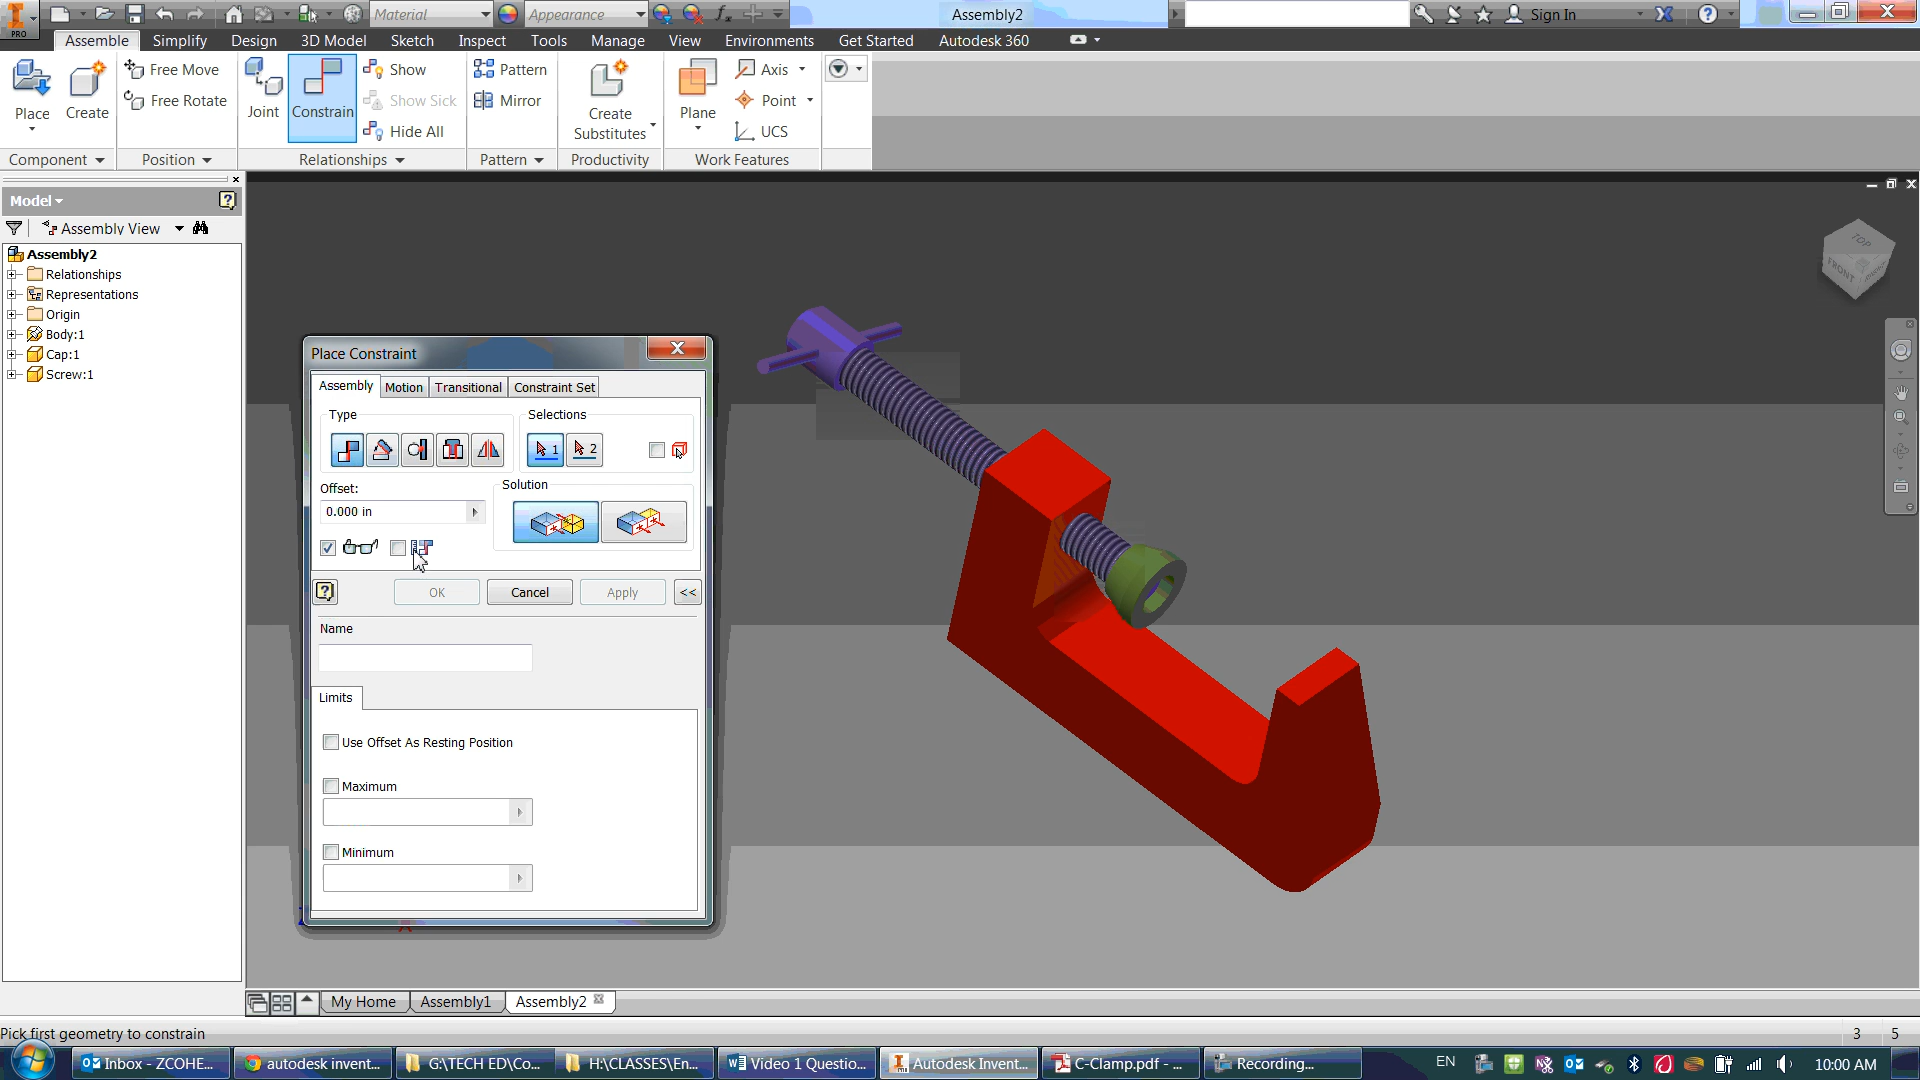 PRO
Material
Appearance
Assembly2
Sign In
Assemble Simplify Design 3D Model Sketch Inspect Tools Manage View Environments Get Started Autodesk 360
Place
Create
Free Move
Free Rotate
Joint
Constrain
Show
Show Sick
Hide All
Pattern
Mirror
Create
Substitutes
Plane
Axis
Point
UCS
Component Position Relationships Pattern Productivity Work Features
Model
Assembly View
Assembly2
Relationships
Representations
Origin
Body:1
Cap:1
Screw:1
TOP
FRONT
Place Constraint
Assembly Motion Transitional Constraint Set
Type
Selections
1
2
Offset:
0.000 in
Solution
OK Cancel Apply <<
Name
Limits
Use Offset As Resting Position
Maximum
Minimum
My Home Assembly1 Assembly2
Pick first geometry to constrain
3 5
Inbox - ZCOHE...
autodesk invent...
G:\TECH ED\Co...
H:\CLASSES\En...
Video 1 Questio...
Autodesk Invent...
C-Clamp.pdf - ...
Recording...
EN
10:00 AM